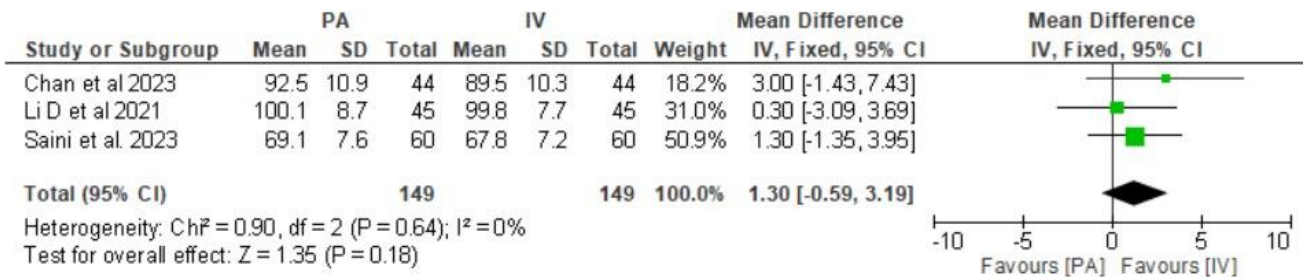 PA IV Mean Difference Mean Difference
Study or Subgroup Mean SD Total Mean SD Total Weight IV, Fixed, 95% CI IV, Fixed, 95% CI
Chan et al 2023 92.5 10.9 44 89.5 10.3 44 18.2% 3.00 [-1.43, 7.43]
Li D et al 2021 100.1 8.7 45 99.8 7.7 45 31.0% 0.30 [-3.09, 3.69]
Saini et al. 2023 69.1 7.6 60 67.8 7.2 60 50.9% 1.30 [-1.35, 3.95]
Total (95% CI) 149 149 100.0% 1.30 [-0.59, 3.19]
Heterogeneity: Chi² = 0.90, df = 2 (P = 0.64); I² = 0%
Test for overall effect: Z = 1.35 (P = 0.18)
-10 -5 0 5 10
Favours [PA] Favours [IV]